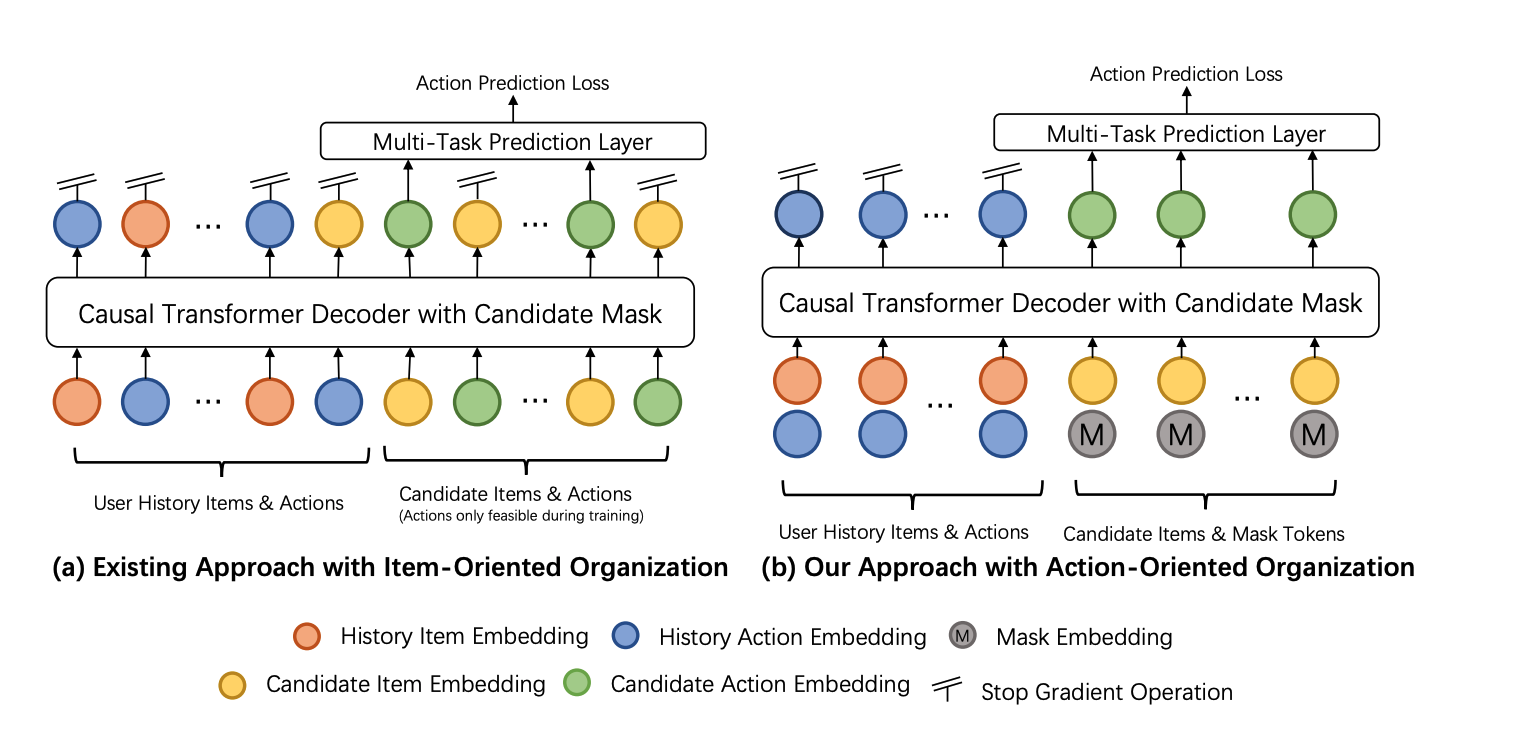 Action Prediction Loss
Multi-Task Prediction Layer
...
...
Causal Transformer Decoder with Candidate Mask
...
...
User History Items & Actions
Candidate Items & Actions
(Actions only feasible during training)
(a) Existing Approach with Item-Oriented Organization
Action Prediction Loss
Multi-Task Prediction Layer
...
Causal Transformer Decoder with Candidate Mask
...
...
M
M
M
User History Items & Actions
Candidate Items & Mask Tokens
(b) Our Approach with Action-Oriented Organization
History Item Embedding
History Action Embedding
M
Mask Embedding
Candidate Item Embedding
Candidate Action Embedding
Stop Gradient Operation